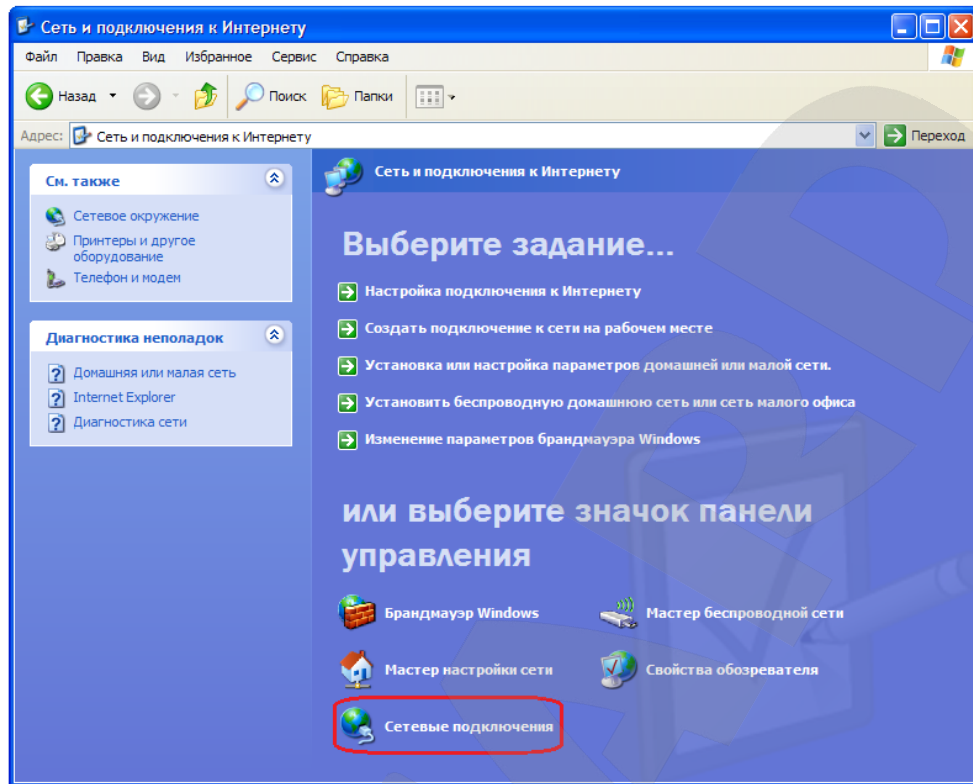 Сеть и подключения к Интернету
Файл Правка Вид Избранное Сервис Справка
Назад Поиск Папки
Адрес: Сеть и подключения к Интернету Переход
См. также
Сетевое окружение
Принтеры и другое
оборудование
Телефон и модем
Диагностика неполадок
Домашняя или малая сеть
Internet Explorer
Диагностика сети
Сеть и подключения к Интернету
Выберите задание...
Настройка подключения к Интернету
Создать подключение к сети на рабочем месте
Установка или настройка параметров домашней или малой сети.
Установить беспроводную домашнюю сеть или сеть малого офиса
Изменение параметров брандмауэра Windows
или выберите значок панели
управления
Брандмауэр Windows
Мастер беспроводной сети
Мастер настройки сети
Свойства обозревателя
Сетевые подключения